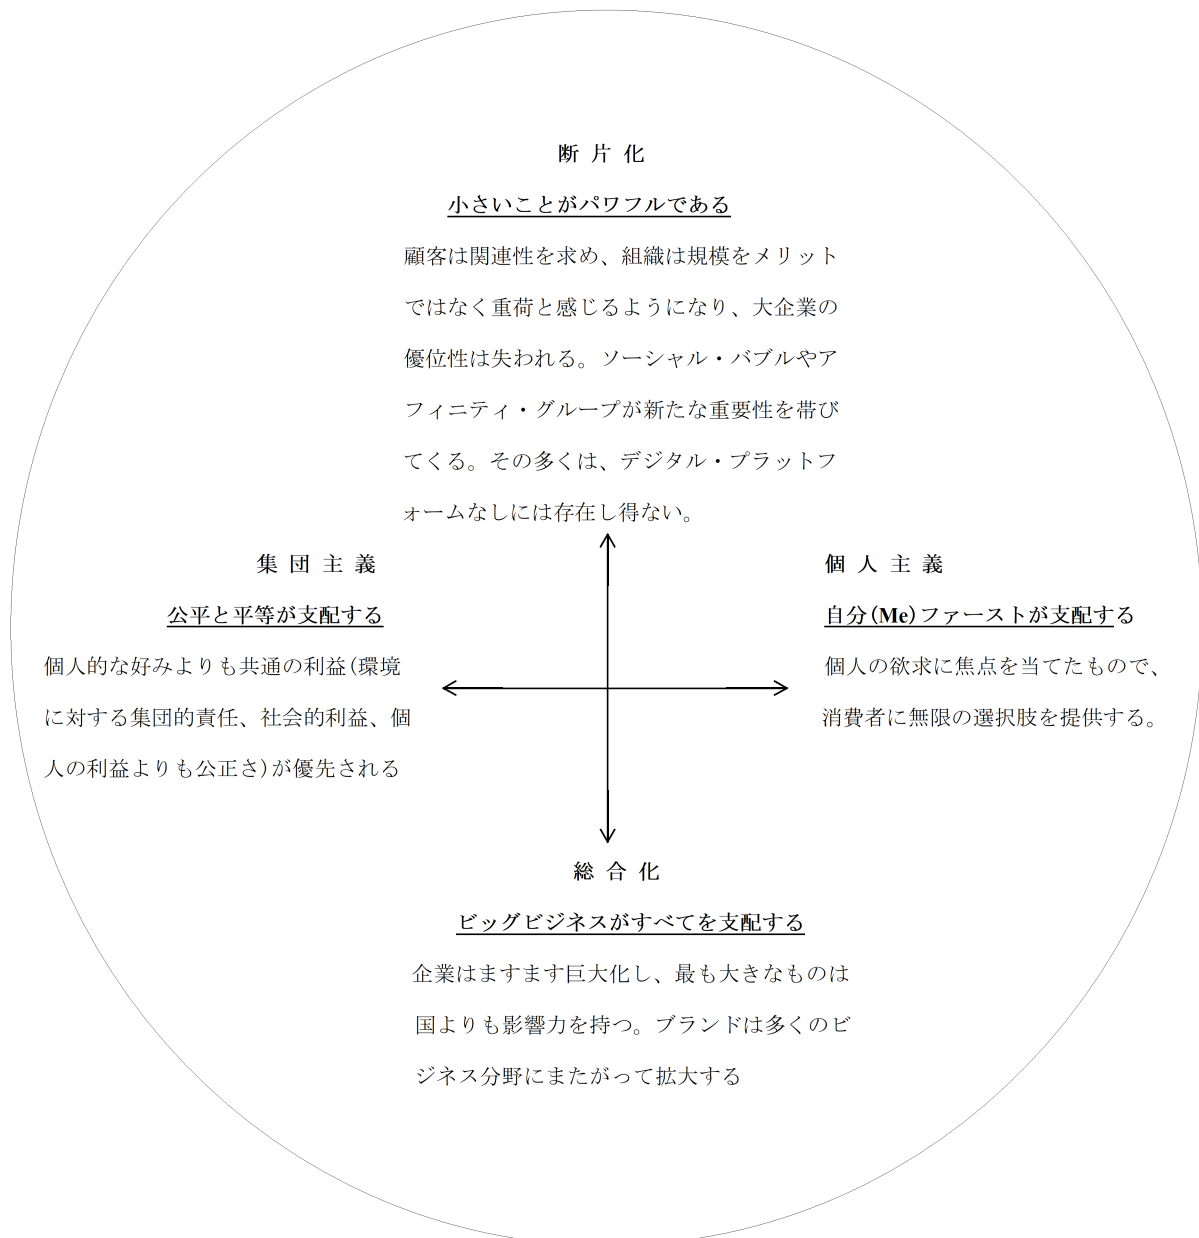 断 片 化
小さいことがパワフルである
顧客は関連性を求め、組織は規模をメリット
ではなく重荷と感じるようになり、大企業の
優位性は失われる。ソーシャル・バブルやア
フィニティ・グループが新たな重要性を帯び
てくる。その多くは、デジタル・プラットフ
ォームなしには存在し得ない。
集 団 主 義
公平と平等が支配する
個人的な好みよりも共通の利益(環境
に対する集団的責任、社会的利益、個
人の利益よりも公正さ)が優先される
個 人 主 義
自分(Me)ファーストが支配する
個人の欲求に焦点を当てたもので、
消費者に無限の選択肢を提供する。
総 合 化
ビッグビジネスがすべてを支配する
企業はますます巨大化し、最も大きなものは
国よりも影響力を持つ。ブランドは多くのビ
ジネス分野にまたがって拡大する